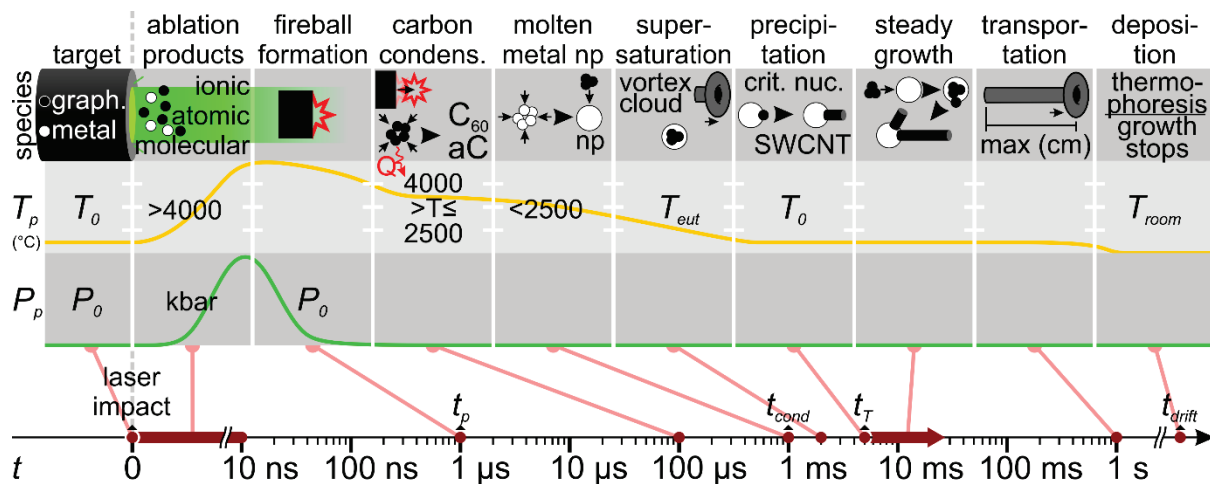 target
ablation
products
fireball
formation
carbon
condens.
molten
metal np
super-
saturation
precipi-
tation
steady
growth
transpor-
tation
deposi-
tion
species
graph.
metal
ionic
atomic
molecular
C60
aC
Q
np
vortex
cloud
crit. nuc.
SWCNT
max (cm)
thermo-
phoresis
growth
stops
Tp
(°C)
T0
>4000
4000
>T≤
2500
<2500
Teut
T0
Troom
Pp
P0
kbar
P0
laser
impact
tp
tcond
tT
tdrift
t
0
10 ns
100 ns
1 µs
10 µs
100 µs
1 ms
10 ms
100 ms
1 s